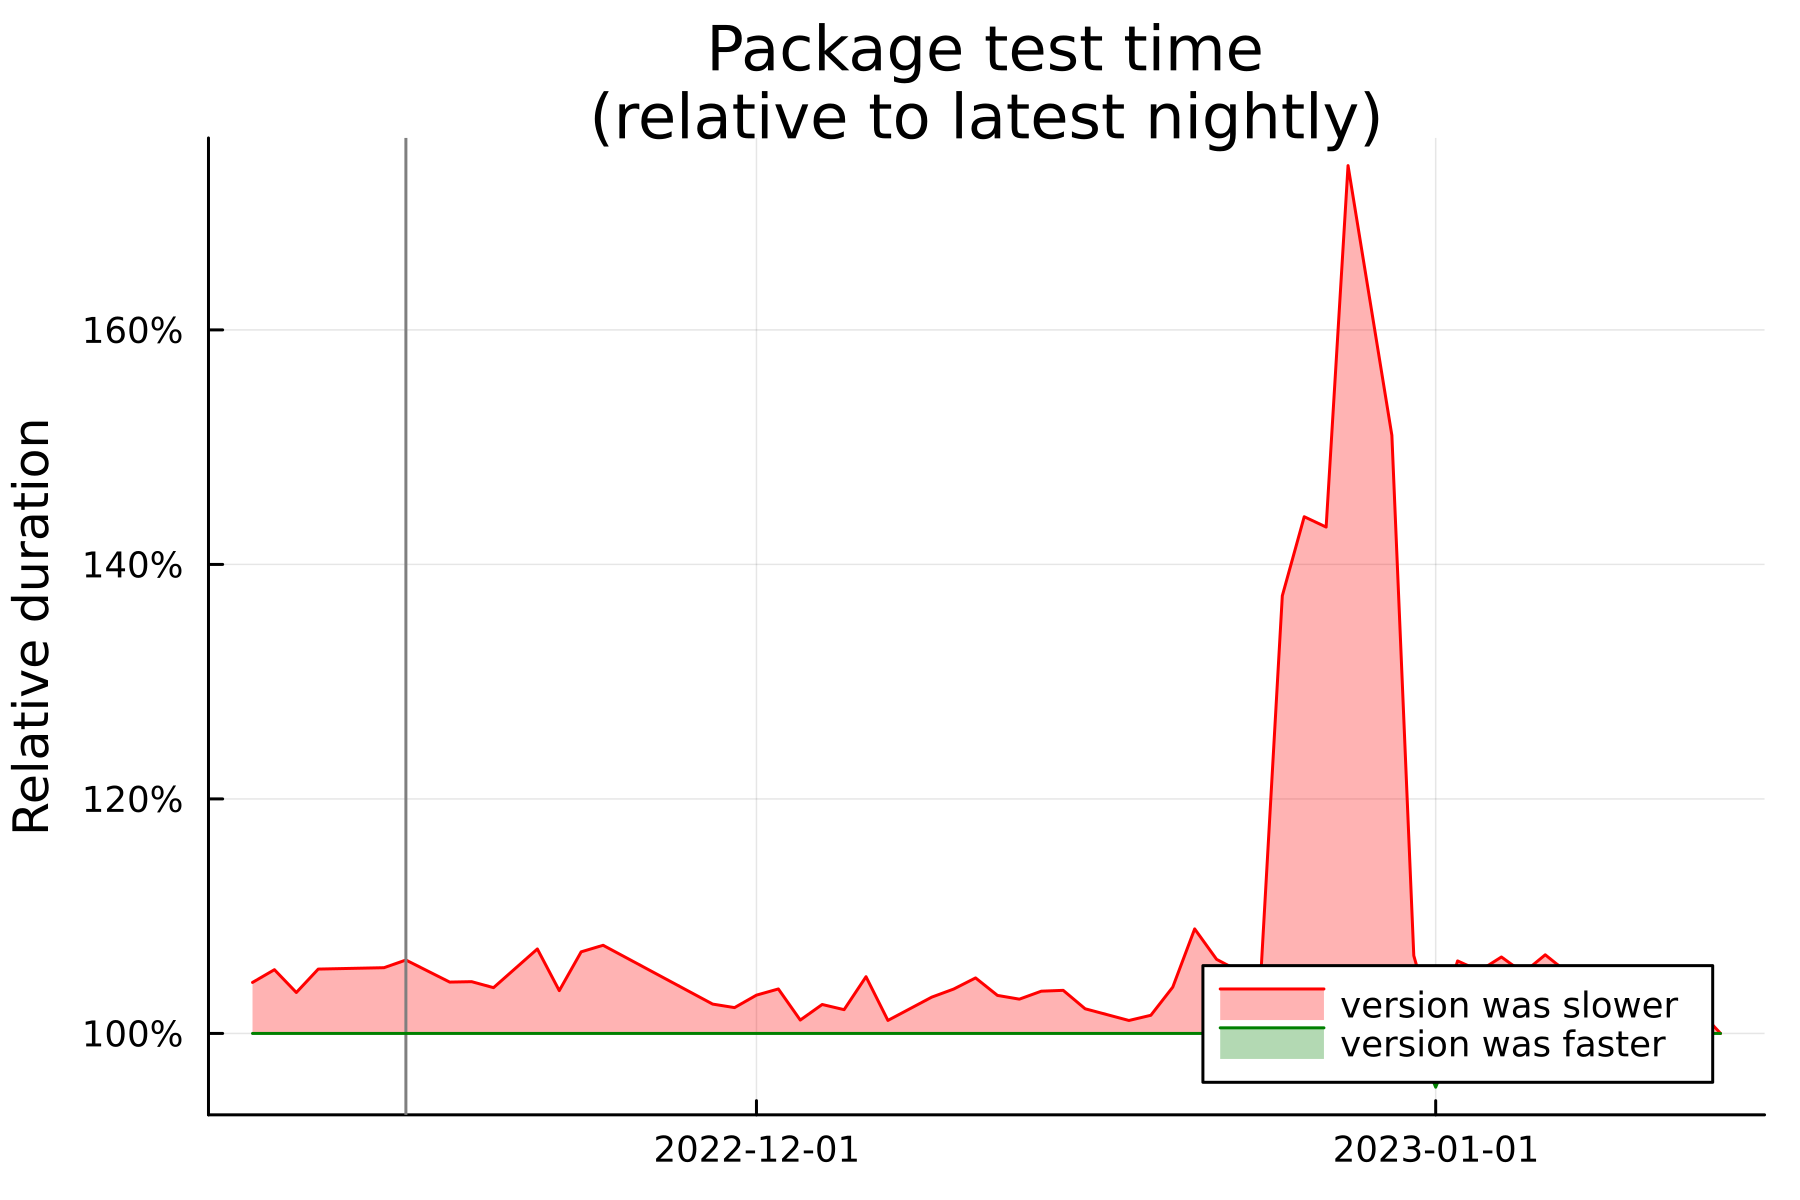 Package test time
(relative to latest nightly)
Relative duration
160%
140%
120%
100%
version was slower
version was faster
2022-12-01
2023-01-01